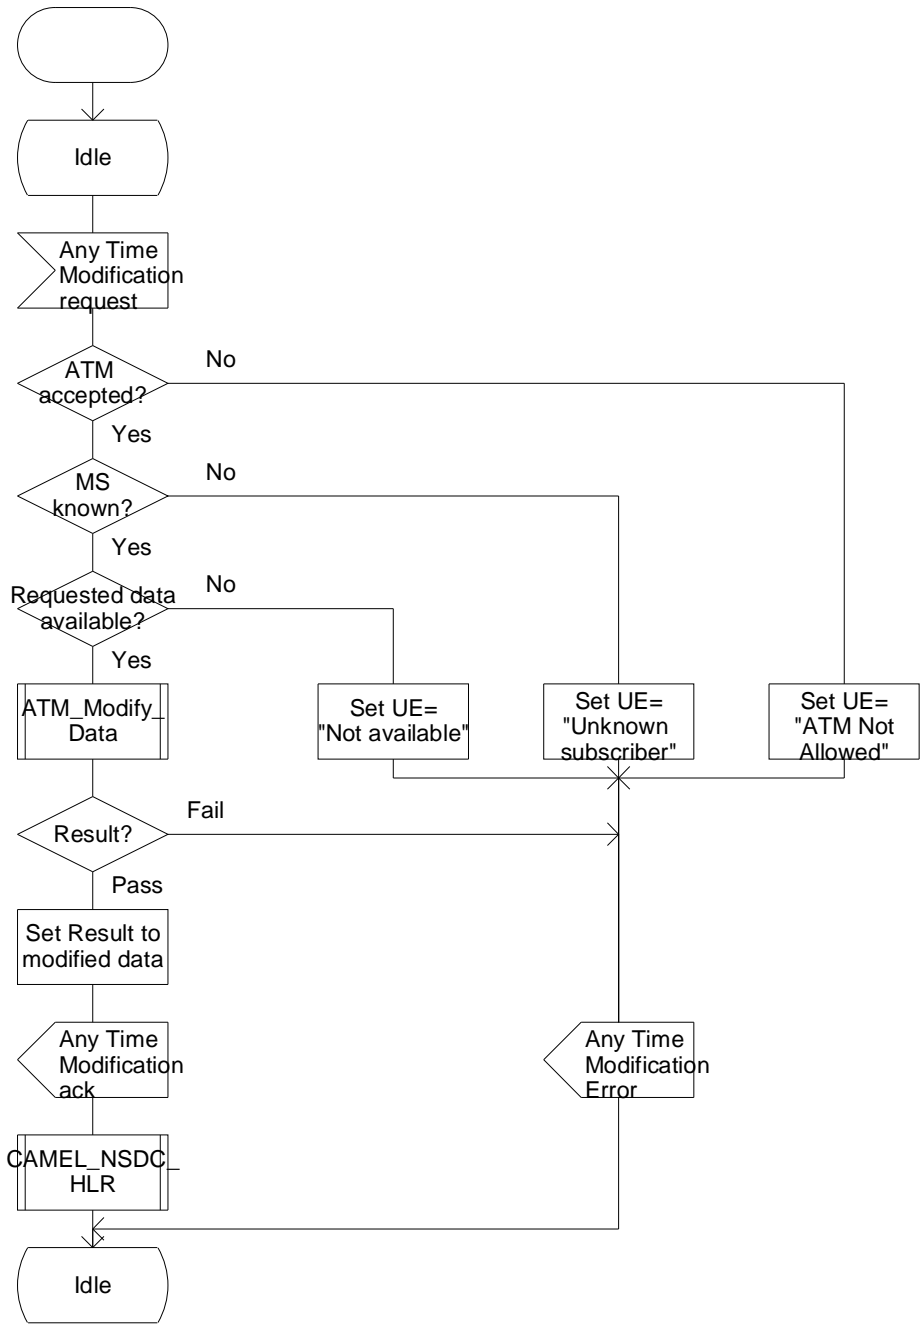 Idle
Any Time
Modification
request
ATM
accepted?
No
Yes
MS
known?
No
Yes
Requested data
available?
No
Yes
ATM_Modify_
Data
Set UE=
"Not available"
Set UE=
"Unknown
subscriber"
Set UE=
"ATM Not
Allowed"
Result?
Fail
Pass
Set Result to
modified data
Any Time
Modification
ack
Any Time
Modification
Error
CAMEL_NSDC_
HLR
Idle